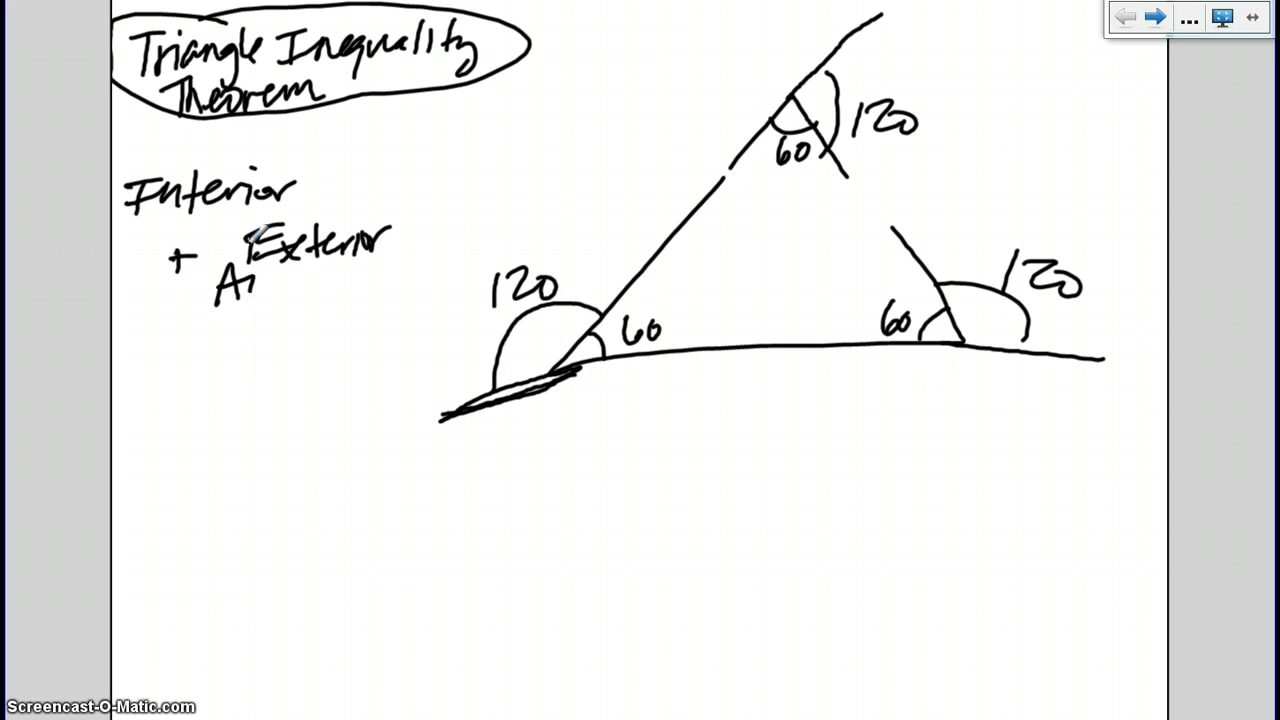 Triangle Inequality
Theorem
Interior
+ Exterior
120
60
120
60
60
120
Screencast-O-Matic.com